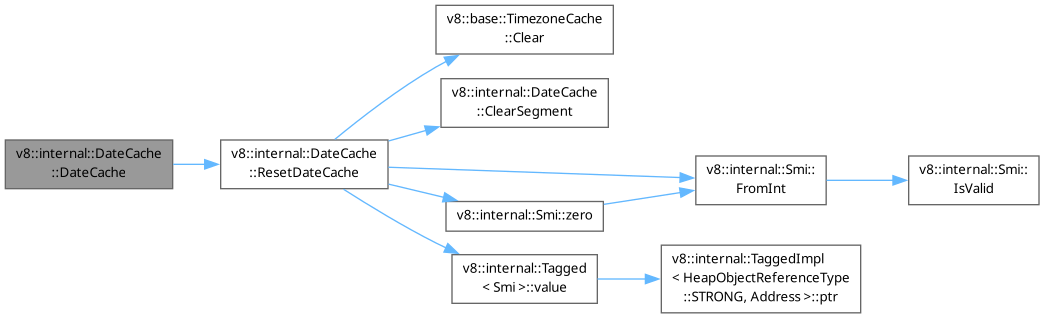 v8::internal::DateCache
::DateCache
v8::internal::DateCache
::ResetDateCache
v8::base::TimezoneCache
::Clear
v8::internal::DateCache
::ClearSegment
v8::internal::Smi::
FromInt
v8::internal::Smi::
IsValid
v8::internal::Smi::zero
v8::internal::Tagged
< Smi >::value
v8::internal::TaggedImpl
< HeapObjectReferenceType
::STRONG, Address >::ptr